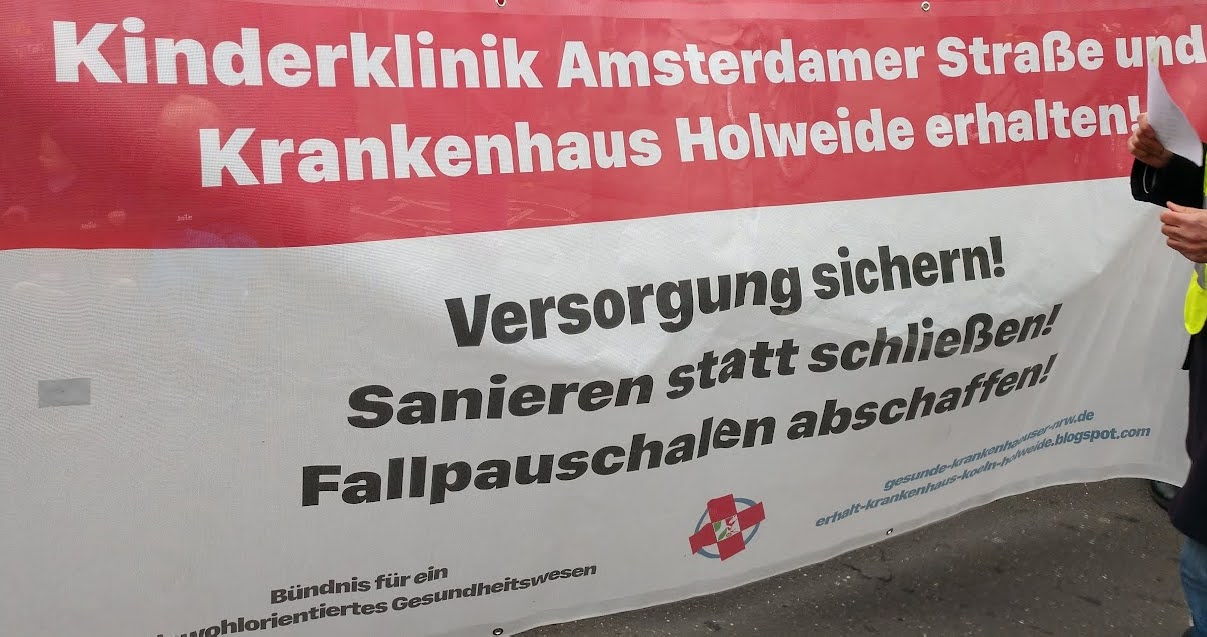 Kinderklinik Amsterdamer Straße und
Krankenhaus Holweide erhalten!
Versorgung sichern!
Sanieren statt schließen!
Fallpauschalen abschaffen!
gesunde-krankenhaeuser-nrw.de
erhalt-krankenhaus-koeln-holweide.blogspot.com
Bündnis für ein
Gesundheitswesen